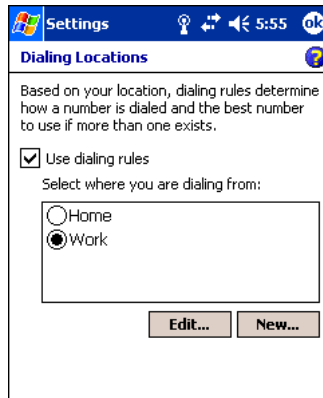 Settings 5:55 ok
Dialing Locations ?
Based on your location, dialing rules determine
how a number is dialed and the best number
to use if more than one exists.
Use dialing rules
Select where you are dialing from:
Home
Work
Edit... New...